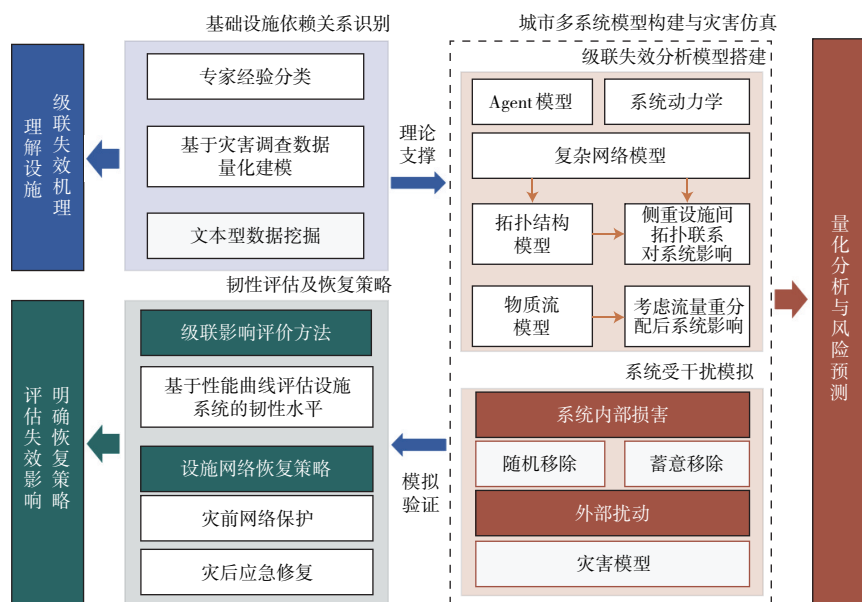 基础设施依赖关系识别
专家经验分类
基于灾害调查数据
量化建模
文本型数据挖掘
理解设施
级联失效机理
理论
支撑
城市多系统模型构建与灾害仿真
级联失效分析模型搭建
Agent模型
系统动力学
复杂网络模型
拓扑结构
模型
侧重设施间
拓扑联系
对系统影响
物质流
模型
考虑流量重分
配后系统影响
系统受干扰模拟
系统内部损害
随机移除
蓄意移除
外部扰动
灾害模型
量化分析与风险预测
模拟
验证
韧性评估及恢复策略
级联影响评价方法
基于性能曲线评估设施
系统的韧性水平
设施网络恢复策略
灾前网络保护
灾后应急修复
评估失效影响
明确恢复策略